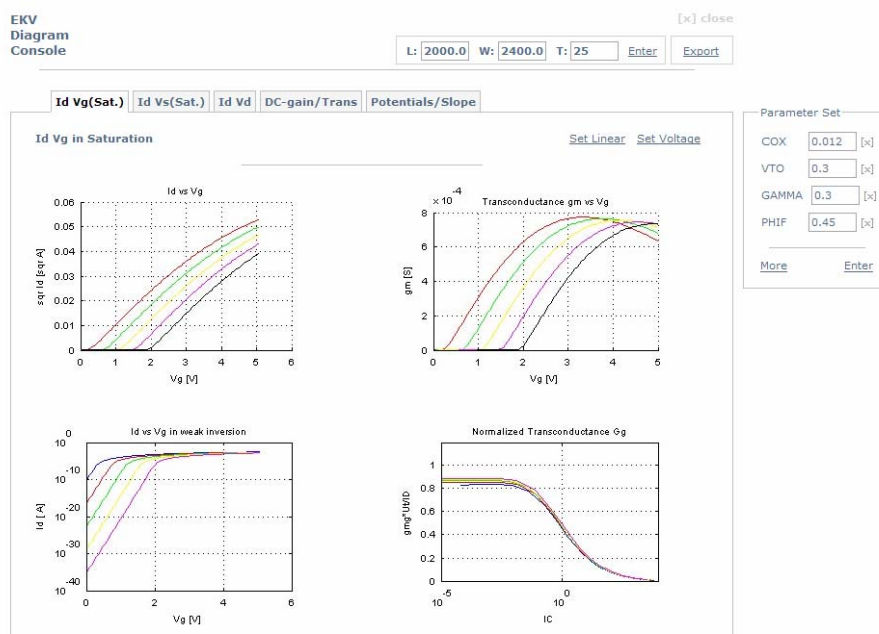 EKV
Diagram
Console
[x] close
L: 2000.0 W: 2400.0 T: 25 Enter Export
Id Vg(Sat.) Id Vs(Sat.) Id Vd DC-gain/Trans Potentials/Slope
Id Vg in Saturation Set Linear Set Voltage
Id vs Vg
0.06
0.05
0.04
0.03
0.02
0.01
0
sqr Id [sqr A]
0 1 2 3 4 5 6
Vg [V]
x 10 -4
Transconductance gm vs Vg
8
6
4
2
0
gm [S]
0 1 2 3 4 5
Vg [V]
Id vs Vg in weak inversion
10 0
10 -10
10 -20
10 -30
10 -40
Id [ A]
0 2 4 6
Vg [V]
Normalized Transconductance Gg
1
0.8
0.6
0.4
0.2
0
gmg*Ut/ID
10 -5 10 0
IC
Parameter Set
COX 0.012 [x]
VTO 0.3 [x]
GAMMA 0.3 [x]
PHIF 0.45 [x]
More Enter